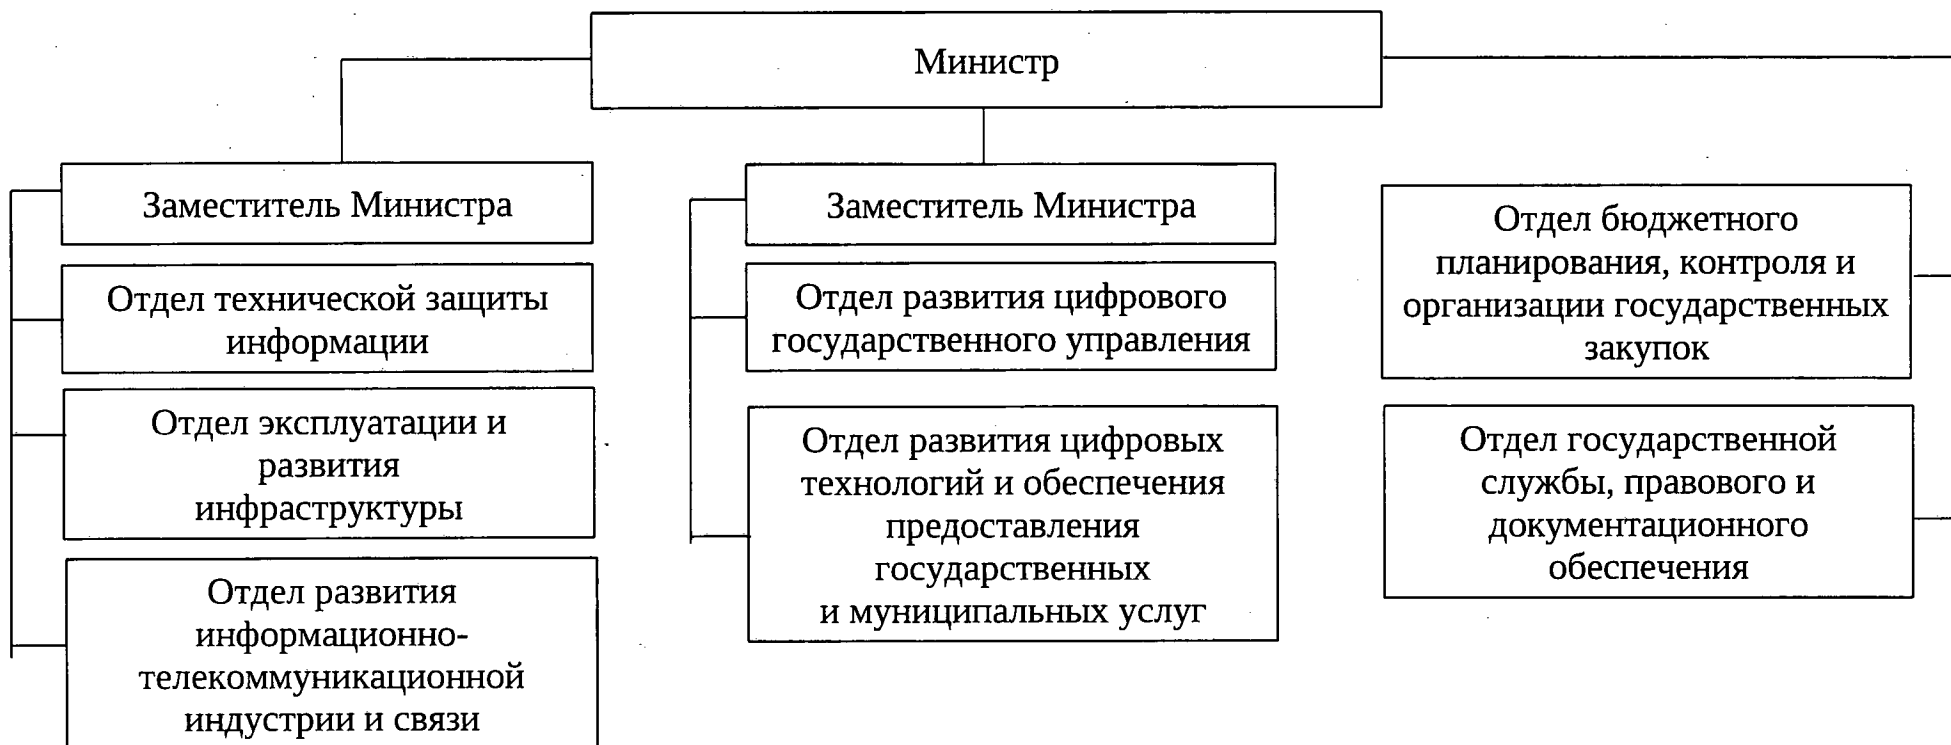 Министр
Заместитель Министра
Отдел технической защиты
информации
Отдел эксплуатации и
развития
инфраструктуры
Отдел развития
информационно-
телекоммуникационной
индустрии и связи
Заместитель Министра
Отдел развития цифрового
государственного управления
Отдел развития цифровых
технологий и обеспечения
предоставления
государственных
и муниципальных услуг
Отдел бюджетного
планирования, контроля и
организации государственных
закупок
Отдел государственной
службы, правового и
документационного
обеспечения